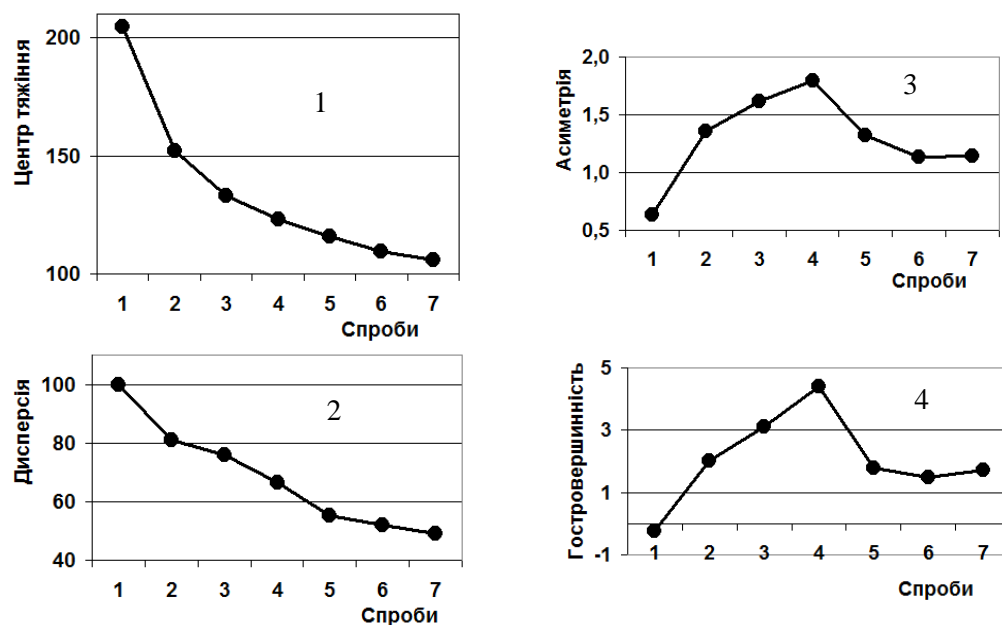 Центр тяжіння
200
150
100
1
1 2 3 4 5 6 7
Спроби
Асиметрія
2,0
1,5
1,0
0,5
3
1 2 3 4 5 6 7
Спроби
Дисперсія
100
80
60
40
2
1 2 3 4 5 6 7
Спроби
Гостровершинність
5
3
1
-1
4
1 2 3 4 5 6 7
Спроби